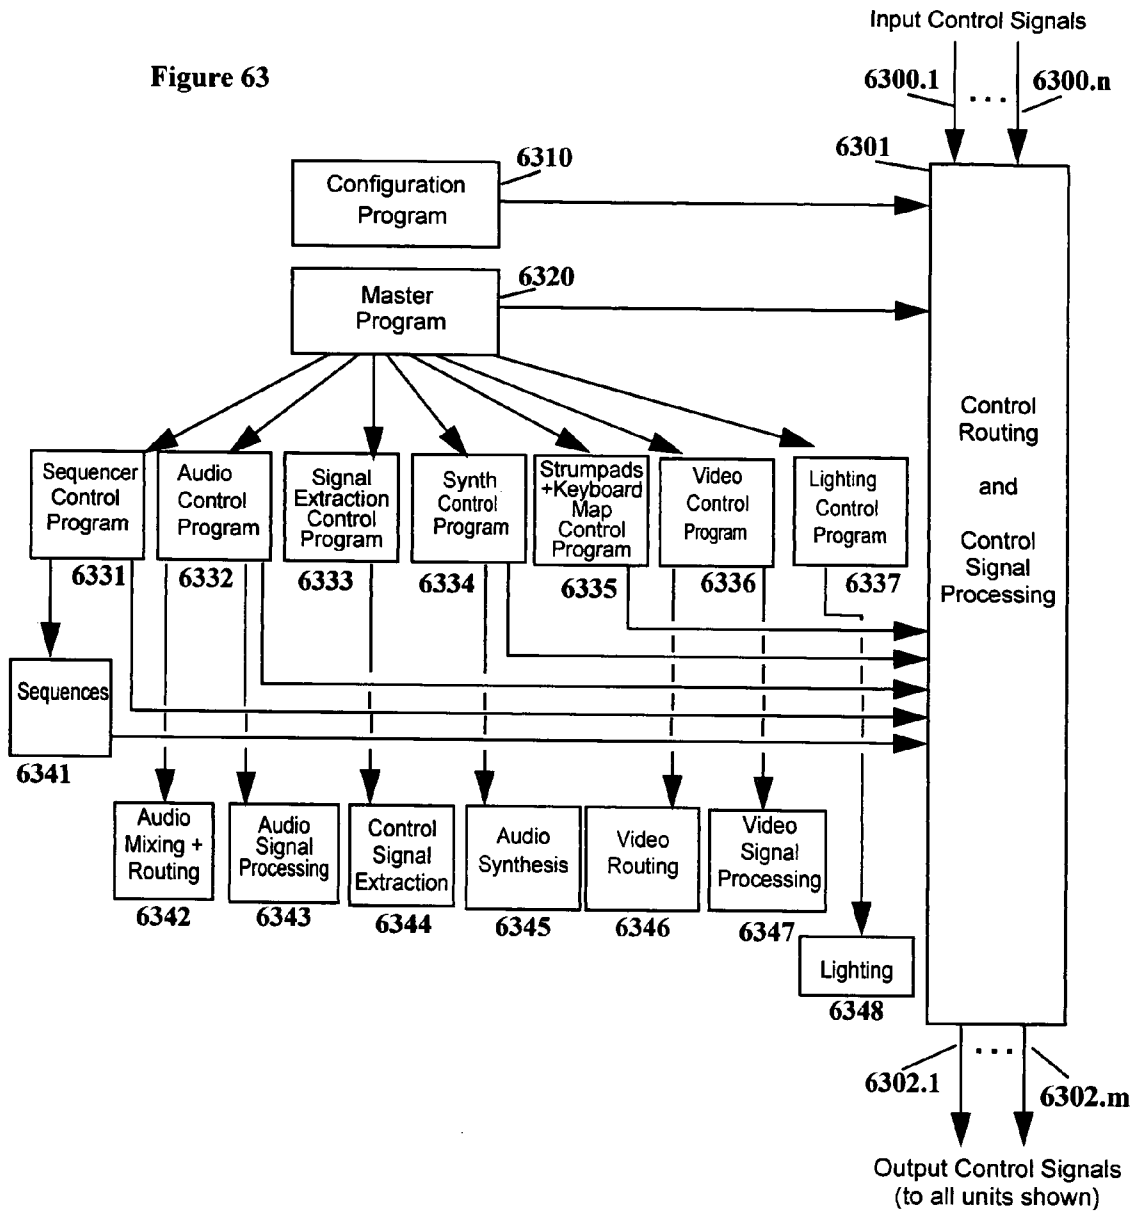 Input Control Signals
Figure 63
6300.1
...
6300.n
6301
6310
Configuration
Program
6320
Master
Program
Control
Routing
and
Control
Signal
Processing
Sequencer
Control
Program
Audio
Control
Program
Signal
Extraction
Control
Program
Synth
Control
Program
Strumpads
+Keyboard
Map
Control
Program
Video
Control
Program
Lighting
Control
Program
6331
6332
6333
6334
6335
6336
6337
Sequences
6341
Audio
Mixing +
Routing
Audio
Signal
Processing
Control
Signal
Extraction
Audio
Synthesis
Video
Routing
Video
Signal
Processing
6342
6343
6344
6345
6346
6347
Lighting
6348
6302.1
...
6302.m
Output Control Signals
(to all units shown)